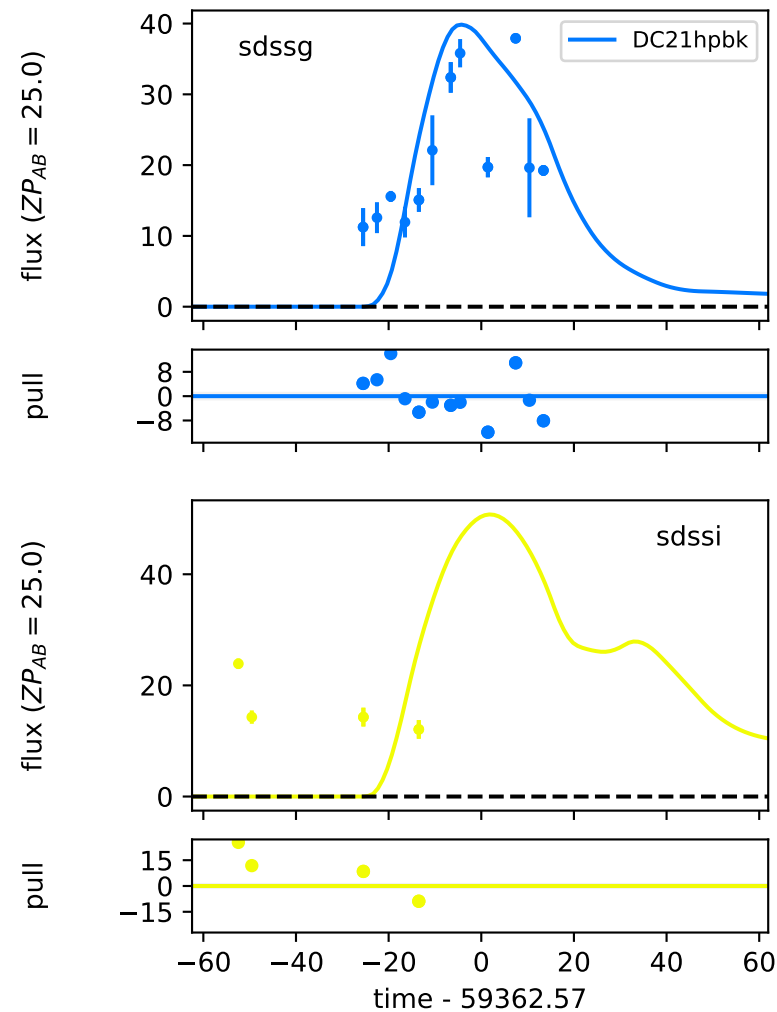 sdssg
DC21hpbk
flux (ZP_AB = 25.0)
40
30
20
10
0
pull
8
0
−8
sdssi
flux (ZP_AB = 25.0)
40
20
0
pull
15
0
−15
−60 −40 −20 0 20 40 60
time - 59362.57